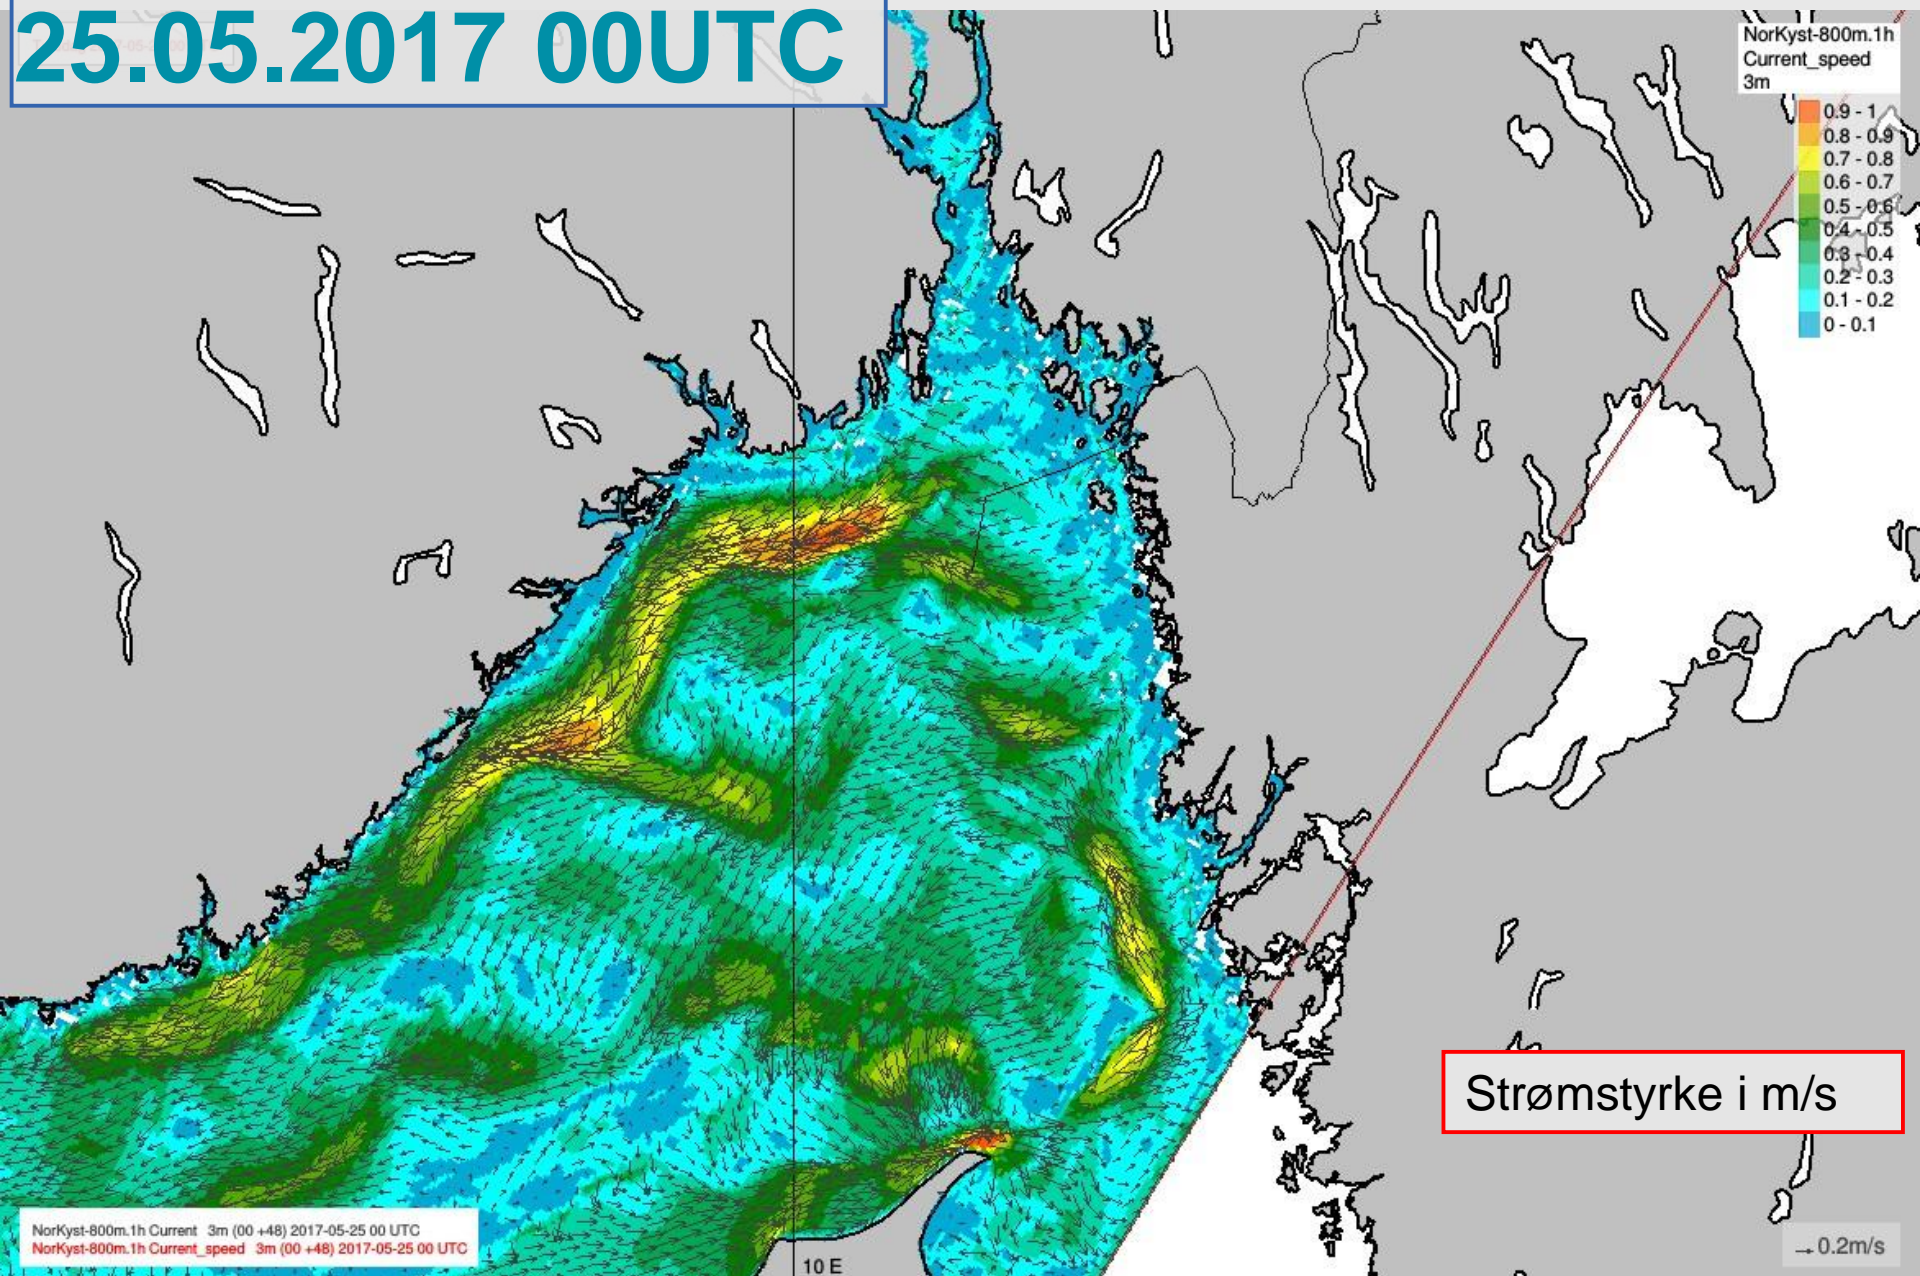 25.05.2017 00UTC
NorKyst-800m.1h
Current_speed
3m
0.9 - 1
0.8 - 0.9
0.7 - 0.8
0.6 - 0.7
0.5 - 0.6
0.4 - 0.5
0.3 - 0.4
0.2 - 0.3
0.1 - 0.2
0 - 0.1
Strømstyrke i m/s
NorKyst-800m.1h Current 3m (00 +48) 2017-05-25 00 UTC
NorKyst-800m.1h Current_speed 3m (00 +48) 2017-05-25 00 UTC
10 E
0.2m/s